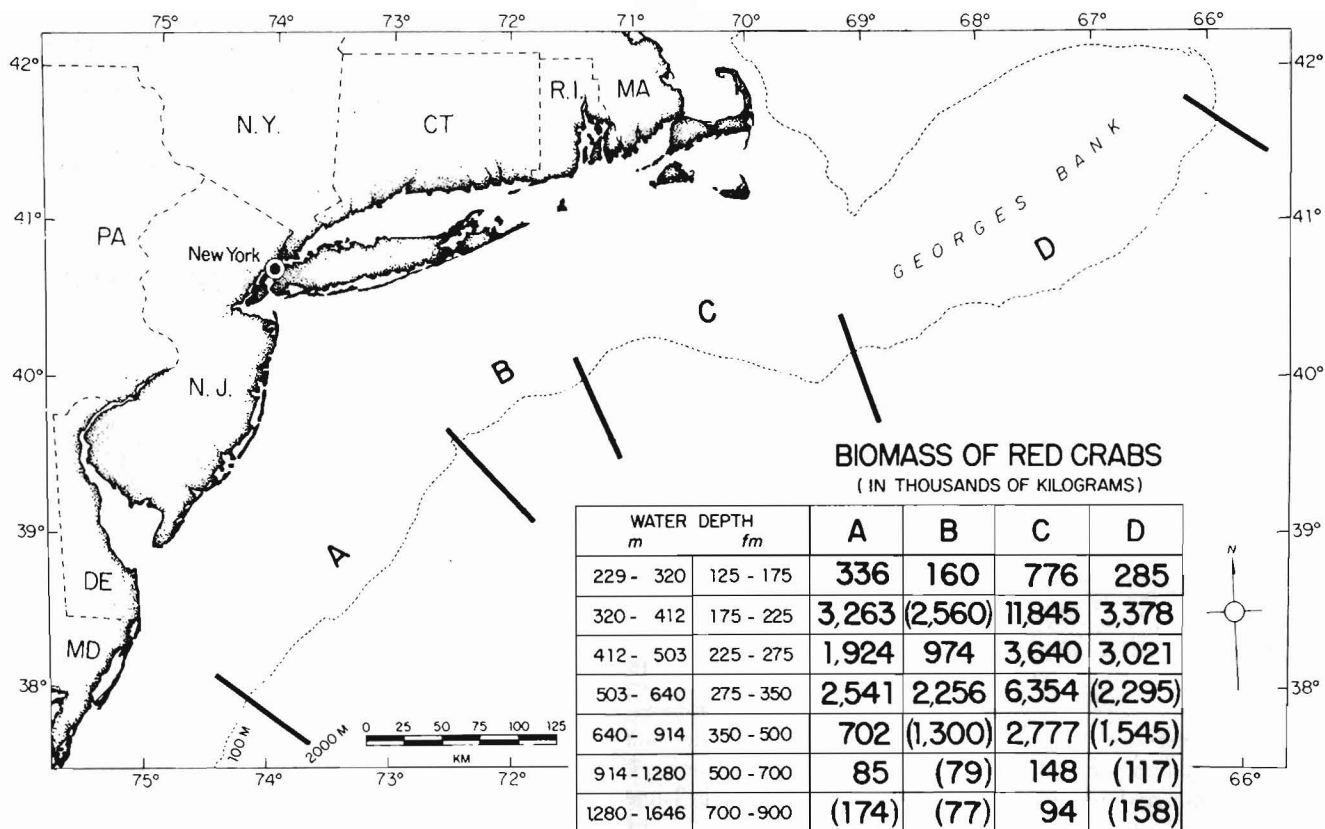 75° 74° 73° 72° 71° 70° 69° 68° 67° 66°
42° 42°
R.I. MA
N.Y. CT
GEORGES BANK
41° 41°
PA
New York
D
C
40° 40°
B
N.J.
BIOMASS OF RED CRABS
(IN THOUSANDS OF KILOGRAMS)
39° 39°
A
DE
MD
38° 38°
N
100 M 2000 M
0 25 50 75 100 125
KM
75° 74° 73° 72° 66°
WATER DEPTH A B C D
m fm
229 - 320 125 - 175 336 160 776 285
320 - 412 175 - 225 3,263 (2,560) 11,845 3,378
412 - 503 225 - 275 1,924 974 3,640 3,021
503 - 640 275 - 350 2,541 2,256 6,354 (2,295)
640 - 914 350 - 500 702 (1,300) 2,777 (1,545)
914 - 1,280 500 - 700 85 (79) 148 (117)
1,280 - 1,646 700 - 900 (174) (77) 94 (158)